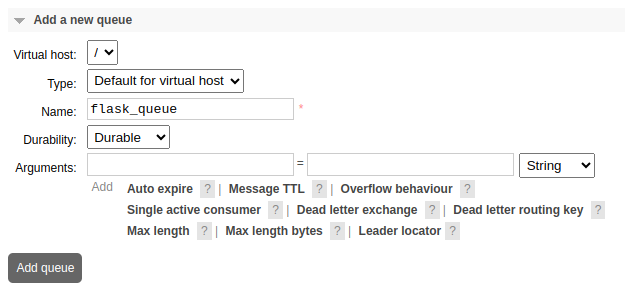 Add a new queue
Virtual host: /
Type: Default for virtual host
Name: flask_queue *
Durability: Durable
Arguments: = String
Add Auto expire ? | Message TTL ? | Overflow behaviour ?
Single active consumer ? | Dead letter exchange ? | Dead letter routing key ?
Max length ? | Max length bytes ? | Leader locator ?
Add queue